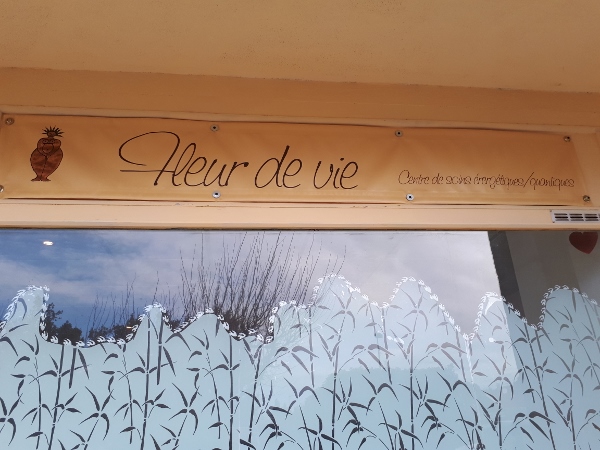 Fleur de vie
Centre de soins énergétiques/quantiques